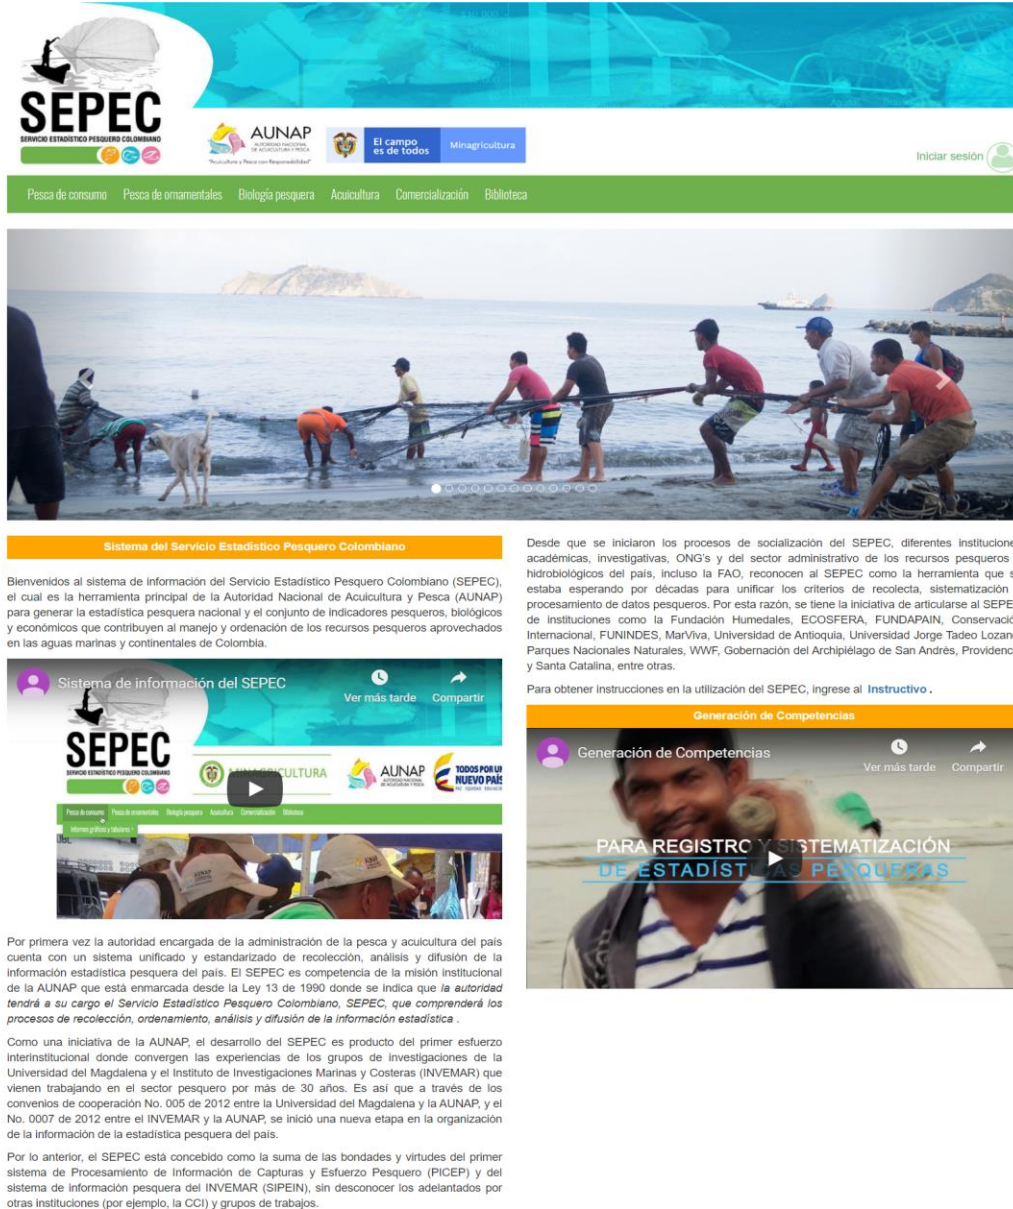 SEPEC
SERVICIO ESTADÍSTICO PESQUERO COLOMBIANO
AUNAP
AUTORIDAD NACIONAL
DE ACUICULTURA Y PESCA
"Acuicultura y Pesca con Responsabilidad"
El campo
es de todos
Minagricultura
Iniciar sesión
Pesca de consumo Pesca de ornamentales Biología pesquera Acuicultura Comercialización Biblioteca
Sistema del Servicio Estadístico Pesquero Colombiano
Bienvenidos al sistema de información del Servicio Estadístico Pesquero Colombiano (SEPEC),
el cual es la herramienta principal de la Autoridad Nacional de Acuicultura y Pesca (AUNAP)
para generar la estadística pesquera nacional y el conjunto de indicadores pesqueros, biológicos
y económicos que contribuyen al manejo y ordenación de los recursos pesqueros aprovechados
en las aguas marinas y continentales de Colombia.
Sistema de información del SEPEC
Ver más tarde Compartir
SEPEC
SERVICIO ESTADÍSTICO PESQUERO COLOMBIANO
MINAGRICULTURA
AUNAP
TODOS POR UN
NUEVO PAÍS
PAZ EQUIDAD EDUCACIÓN
Pesca de consumo Pesca de ornamentales Biología pesquera Acuicultura Comercialización Biblioteca
Informes gráficos y tabulares
Por primera vez la autoridad encargada de la administración de la pesca y acuicultura del país
cuenta con un sistema unificado y estandarizado de recolección, análisis y difusión de la
información estadística pesquera del país. El SEPEC es competencia de la misión institucional
de la AUNAP que está enmarcada desde la Ley 13 de 1990 donde se indica que la autoridad
tendrá a su cargo el Servicio Estadístico Pesquero Colombiano, SEPEC, que comprenderá los
procesos de recolección, ordenamiento, análisis y difusión de la información estadística .
Como una iniciativa de la AUNAP, el desarrollo del SEPEC es producto del primer esfuerzo
interinstitucional donde convergen las experiencias de los grupos de investigaciones de la
Universidad del Magdalena y el Instituto de Investigaciones Marinas y Costeras (INVEMAR) que
vienen trabajando en el sector pesquero por más de 30 años. Es así que a través de los
convenios de cooperación No. 005 de 2012 entre la Universidad del Magdalena y la AUNAP, y el
No. 0007 de 2012 entre el INVEMAR y la AUNAP, se inició una nueva etapa en la organización
de la información de la estadística pesquera del país.
Por lo anterior, el SEPEC está concebido como la suma de las bondades y virtudes del primer
sistema de Procesamiento de Información de Capturas y Esfuerzo Pesquero (PICEP) y del
sistema de información pesquera del INVEMAR (SIPEIN), sin desconocer los adelantados por
otras instituciones (por ejemplo, la CCI) y grupos de trabajos.
Desde que se iniciaron los procesos de socialización del SEPEC, diferentes institucione
académicas, investigativas, ONG's y del sector administrativo de los recursos pesqueros
hidrobiológicos del país, incluso la FAO, reconocen al SEPEC como la herramienta que s
estaba esperando por décadas para unificar los criterios de recolecta, sistematización
procesamiento de datos pesqueros. Por esta razón, se tiene la iniciativa de articularse al SEPE
de instituciones como la Fundación Humedales, ECOSFERA, FUNDAPAIN, Conservació
Internacional, FUNINDES, MarViva, Universidad de Antioquia, Universidad Jorge Tadeo Lozan
Parques Nacionales Naturales, WWF, Gobernación del Archipiélago de San Andrés, Providenc
y Santa Catalina, entre otras.
Para obtener instrucciones en la utilización del SEPEC, ingrese al Instructivo .
Generación de Competencias
Generación de Competencias
Ver más tarde Compartir
PARA REGISTRO Y SISTEMATIZACIÓN
DE ESTADÍST AS PESQUERAS